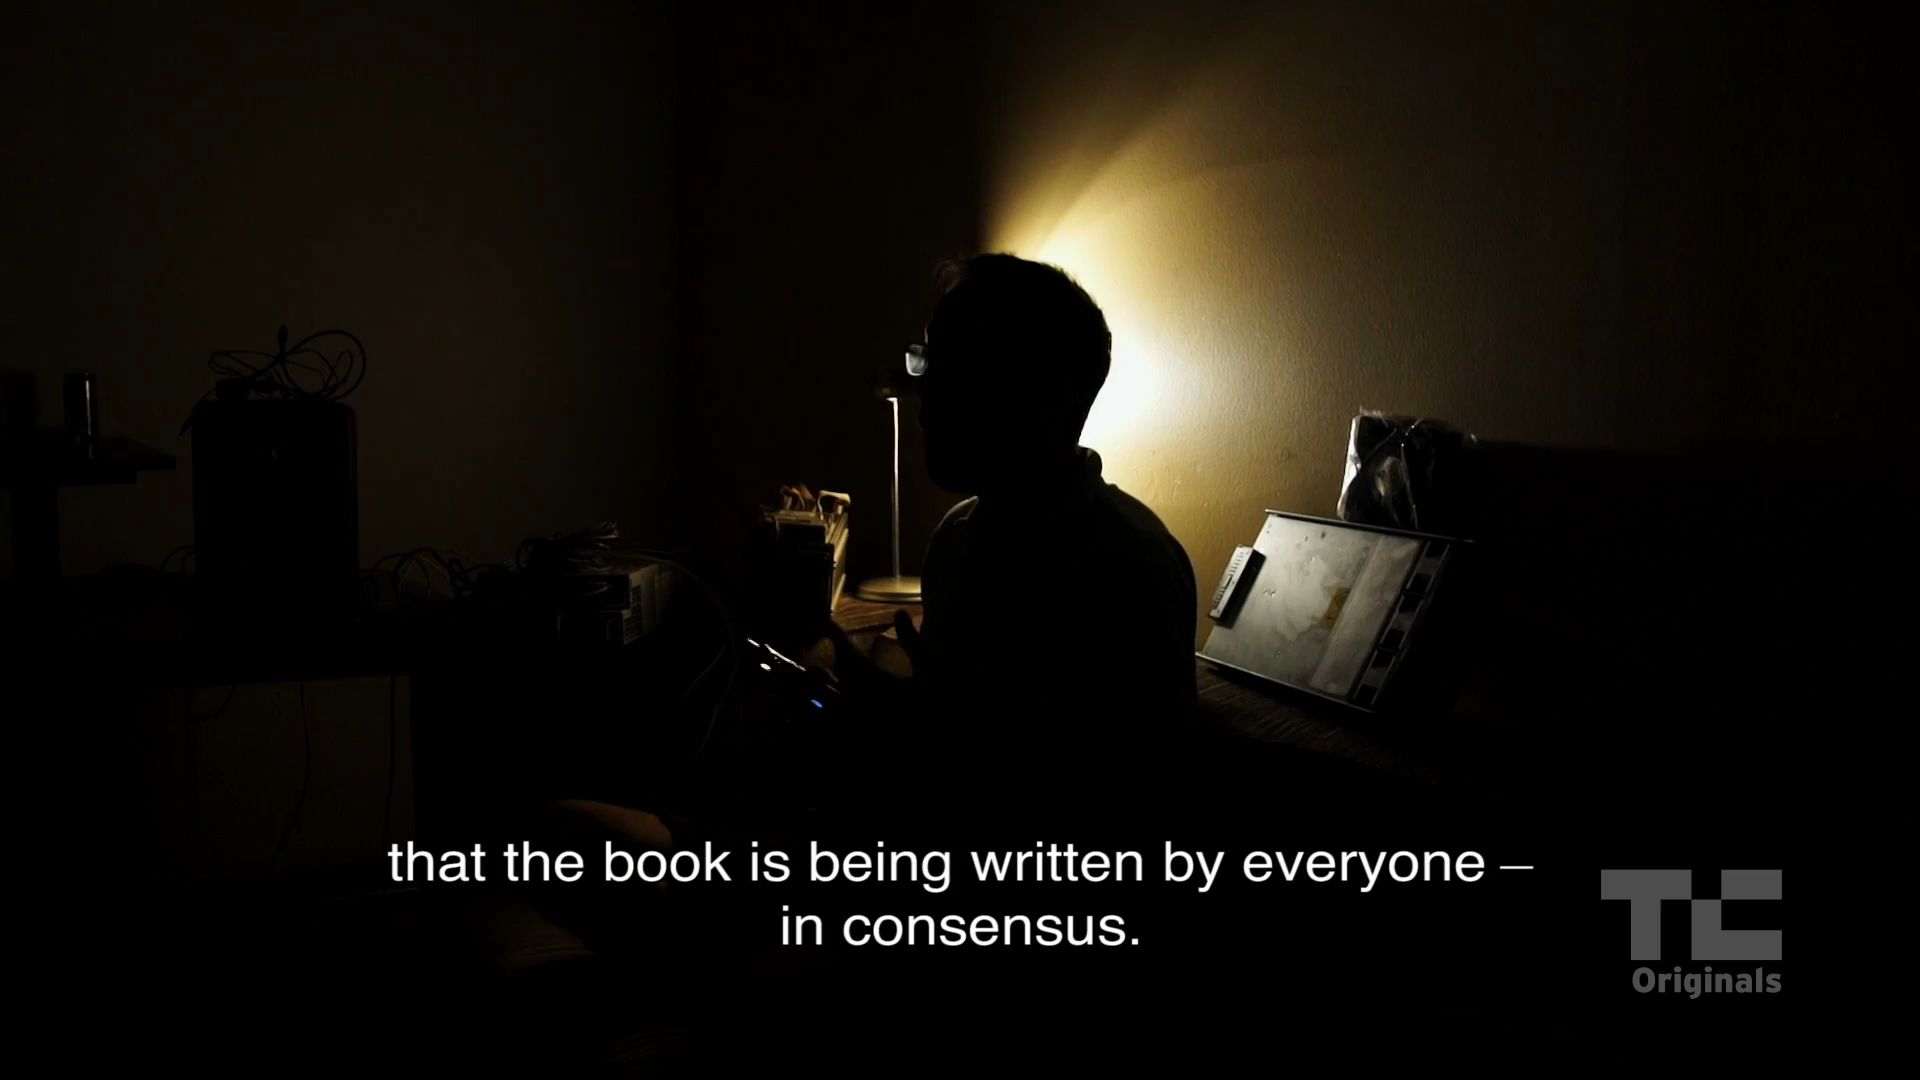 that the book is being written by everyone –
in consensus.
TC
Originals